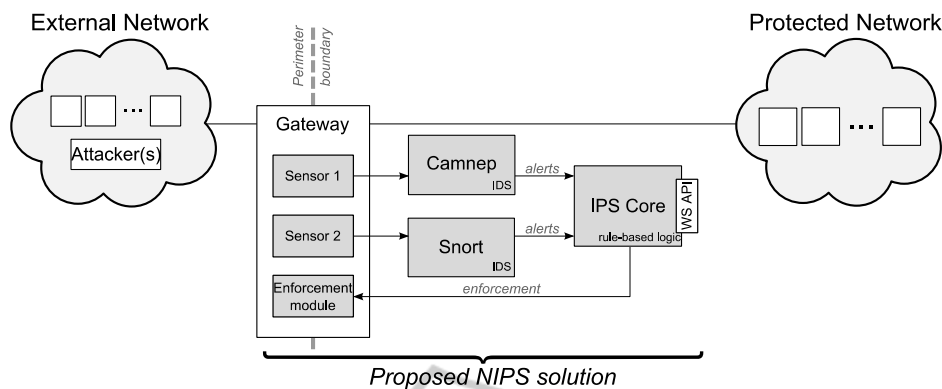 External Network
Protected Network
Perimeter
boundary
Attacker(s)
Gateway
Sensor 1
Camnep
IDS
alerts
IPS Core
rule-based logic
WS API
Sensor 2
Snort
IDS
alerts
Enforcement
module
enforcement
Proposed NIPS solution